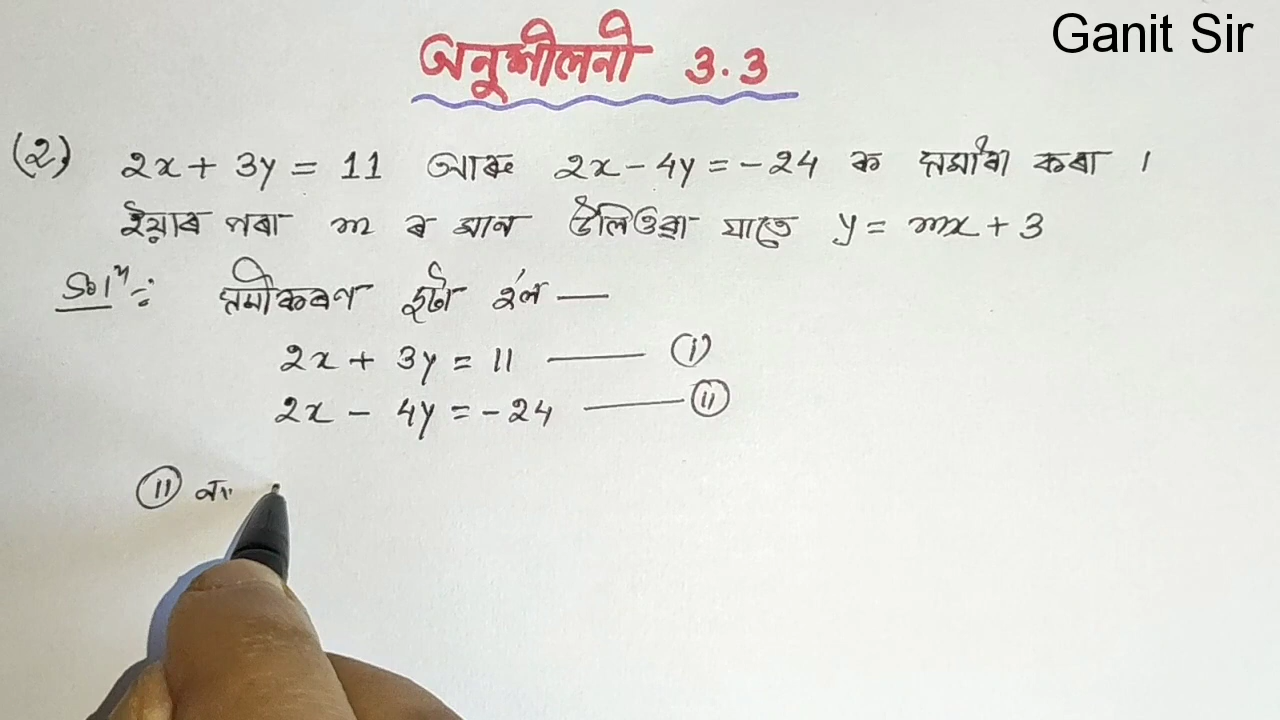 Ganit Sir
অনুশীলনী 3.3
(2) 2x + 3y = 11 আৰু 2x - 4y = -24 ক সমাধা কৰা ।
ইয়াৰ পৰা m ৰ মান উলিওৱা যাতে y = mx + 3
Solⁿ :- সমীকৰণ দুটা হ'ল —
2x + 3y = 11 —— (i)
2x - 4y = -24 —— (ii)
(ii) নং